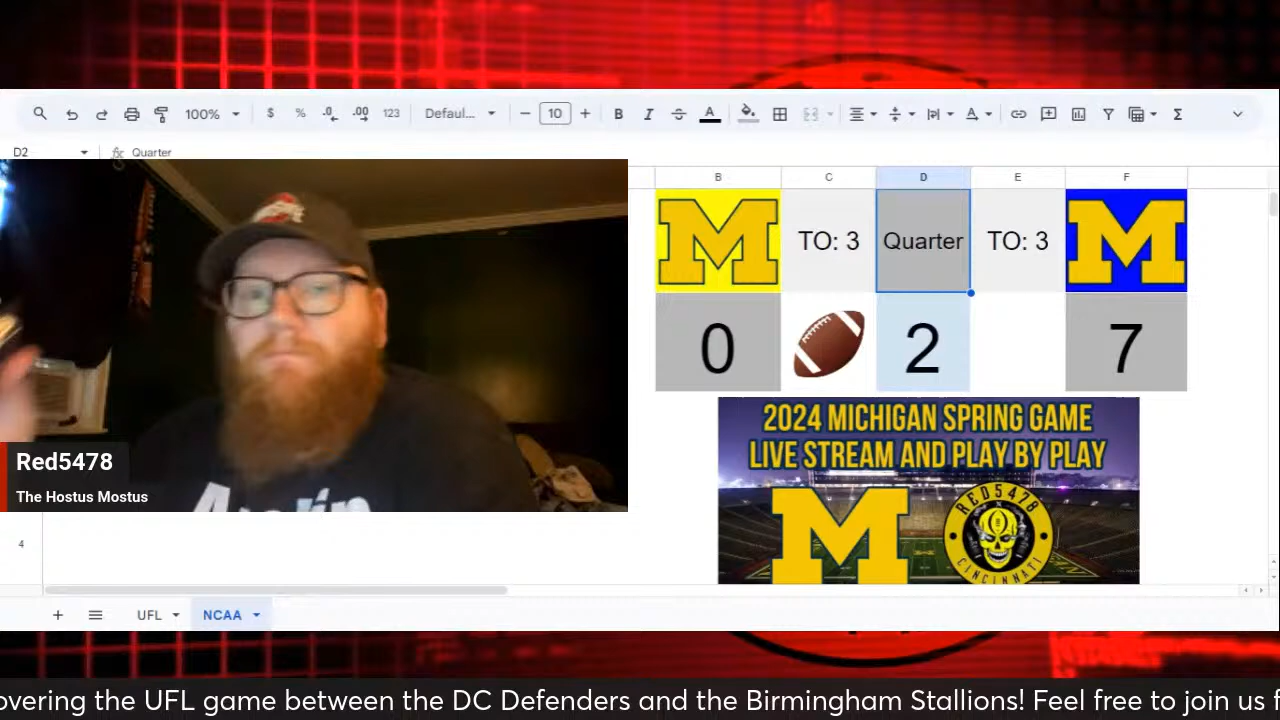 100%
$
%
.0
.00
123
Defaul...
10
B
I
A
Σ
D2
fx
Quarter
B
C
D
E
F
M
TO: 3
Quarter
TO: 3
M
0
2
7
2024 MICHIGAN SPRING GAME
LIVE STREAM AND PLAY BY PLAY
M
RED5478
CINCINNATI
Red5478
The Hostus Mostus
4
UFL
NCAA
overing the UFL game between the DC Defenders and the Birmingham Stallions! Feel free to join us f